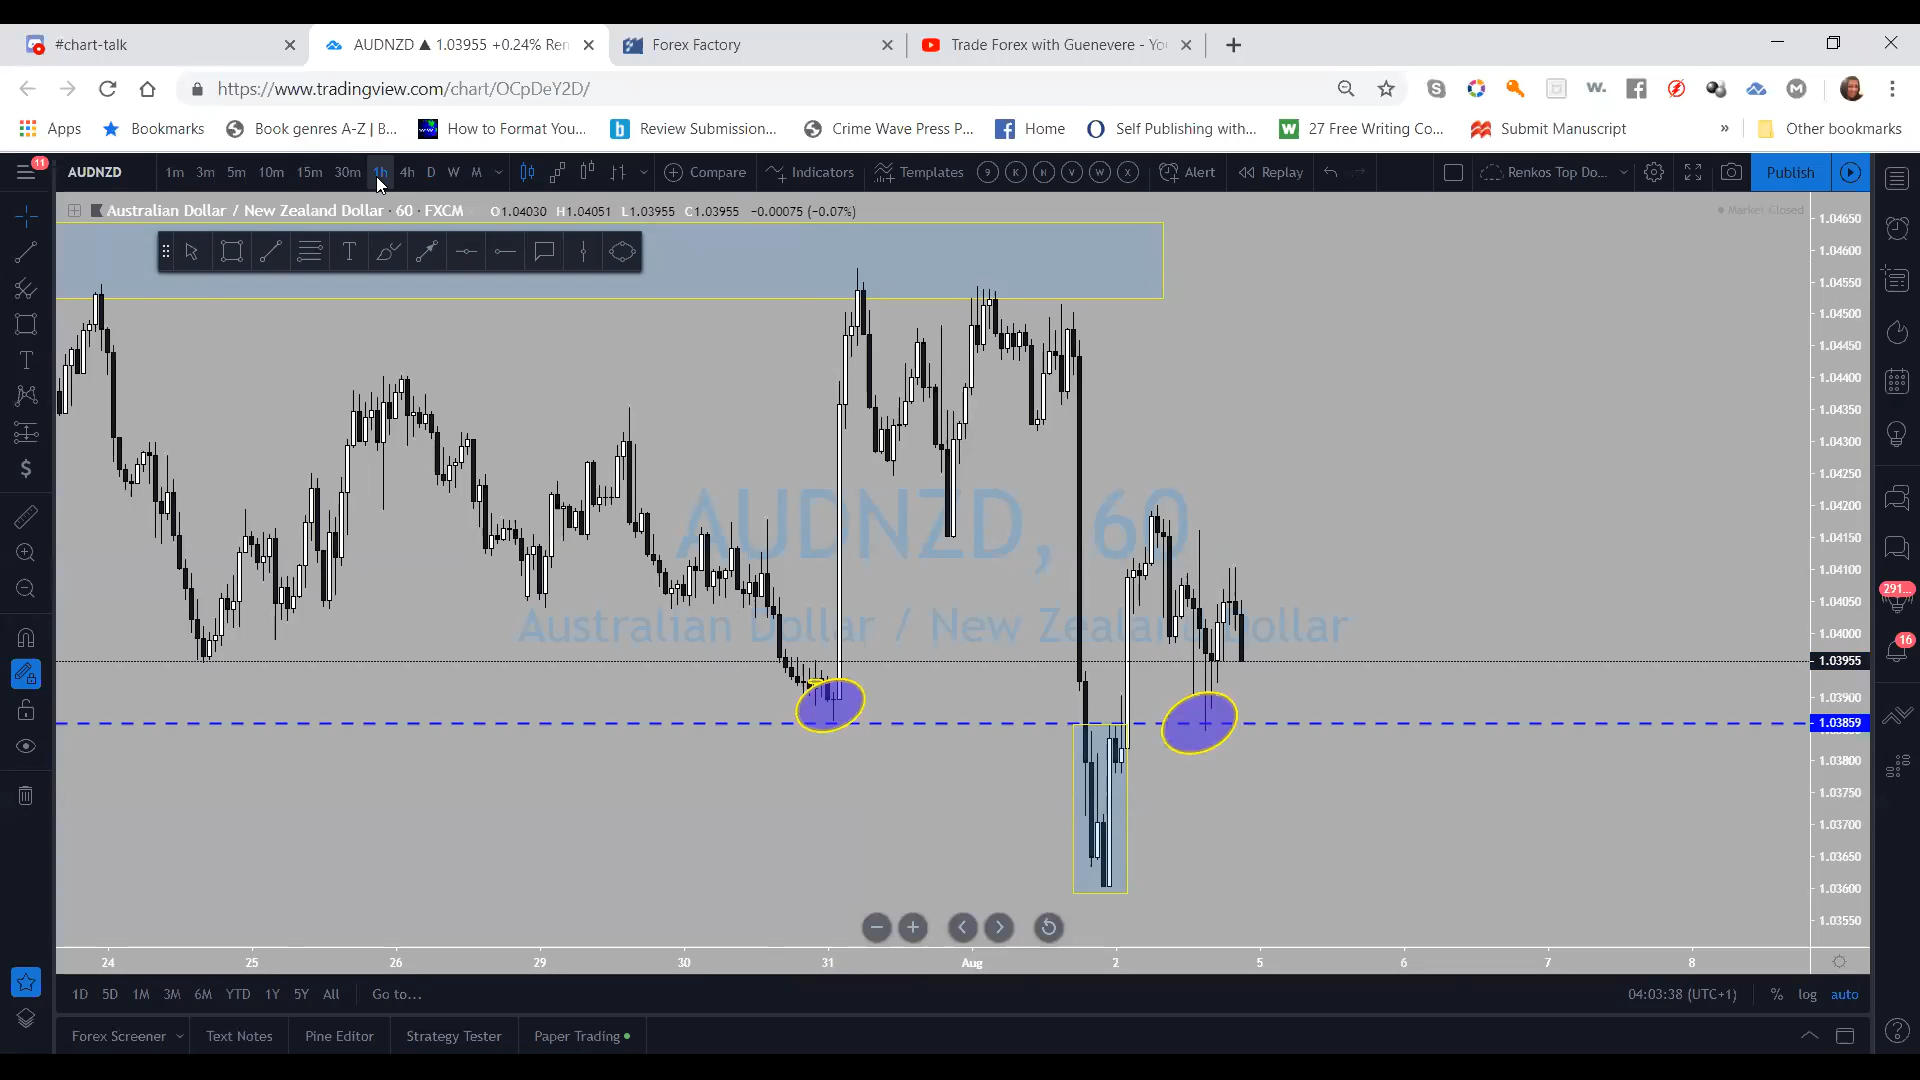 #chart-talk
AUDNZD ▲ 1.03955 +0.24% Ren
Forex Factory
Trade Forex with Guenevere - Yo
https://www.tradingview.com/chart/OCpDeY2D/
Apps
Bookmarks
Book genres A-Z | B...
How to Format You...
Review Submission...
Crime Wave Press P...
Home
Self Publishing with...
27 Free Writing Co...
Submit Manuscript
»
Other bookmarks
11
AUDNZD
1m 3m 5m 10m 15m 30m 1h 4h D W M
Compare
Indicators
Templates
9 K N V W X
Alert
Replay
Renkos Top Do...
Publish
Australian Dollar / New Zealand Dollar · 60 · FXCM O1.04030 H1.04051 L1.03955 C1.03955 −0.00075 (−0.07%)
Market Closed
1.04650
1.04600
1.04550
1.04500
1.04450
1.04400
1.04350
1.04300
1.04250
1.04200
1.04150
1.04100
1.04050
1.04000
1.03955
1.03900
1.03859
1.03800
1.03750
1.03700
1.03650
1.03600
1.03550
AUDNZD, 60
Australian Dollar / New Zealand Dollar
291...
16
24 25 26 29 30 31 Aug 2 5 6 7 8
1D 5D 1M 3M 6M YTD 1Y 5Y All Go to...
04:03:38 (UTC+1) % log auto
Forex Screener
Text Notes
Pine Editor
Strategy Tester
Paper Trading